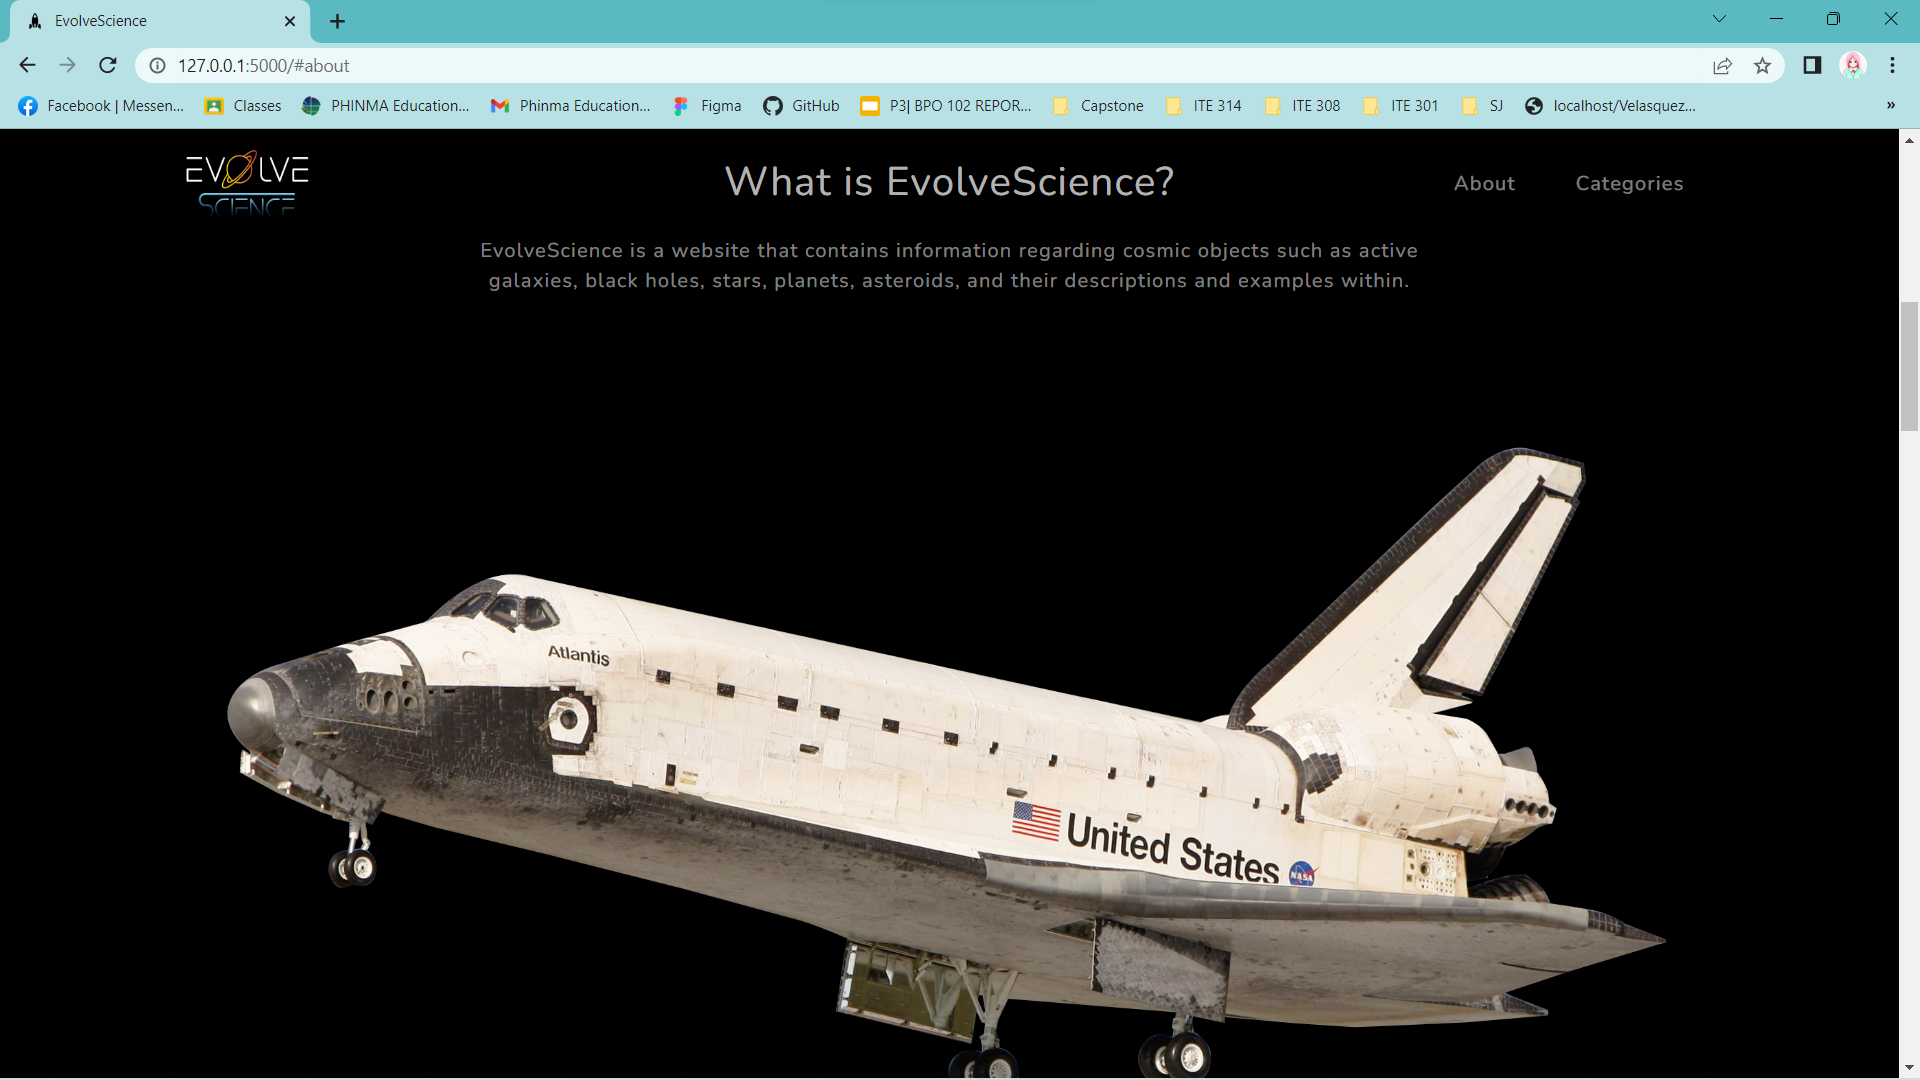 EvolveScience
127.0.0.1:5000/#about
Facebook | Messen...
Classes
PHINMA Education...
Phinma Education...
Figma
GitHub
P3| BPO 102 REPOR...
Capstone
ITE 314
ITE 308
ITE 301
SJ
localhost/Velasquez...
»
EVOLVE
SCIENCE
What is EvolveScience?
About
Categories
EvolveScience is a website that contains information regarding cosmic objects such as active
galaxies, black holes, stars, planets, asteroids, and their descriptions and examples within.
Atlantis
United States
NASA